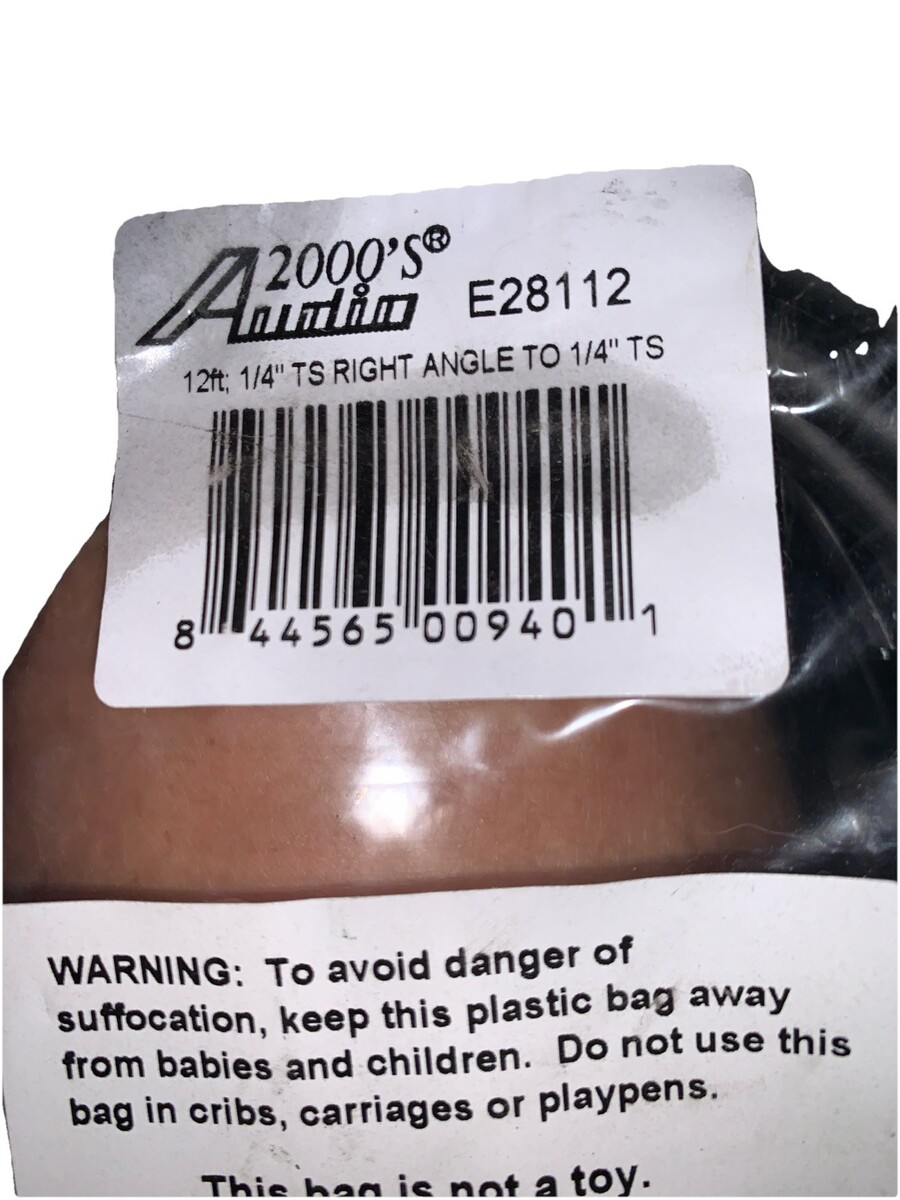 2000'S®
Audio
E28112
12ft; 1/4" TS RIGHT ANGLE TO 1/4" TS
8 44565 00940 1
WARNING: To avoid danger of
suffocation, keep this plastic bag away
from babies and children. Do not use this
bag in cribs, carriages or playpens.
This bag is not a toy.